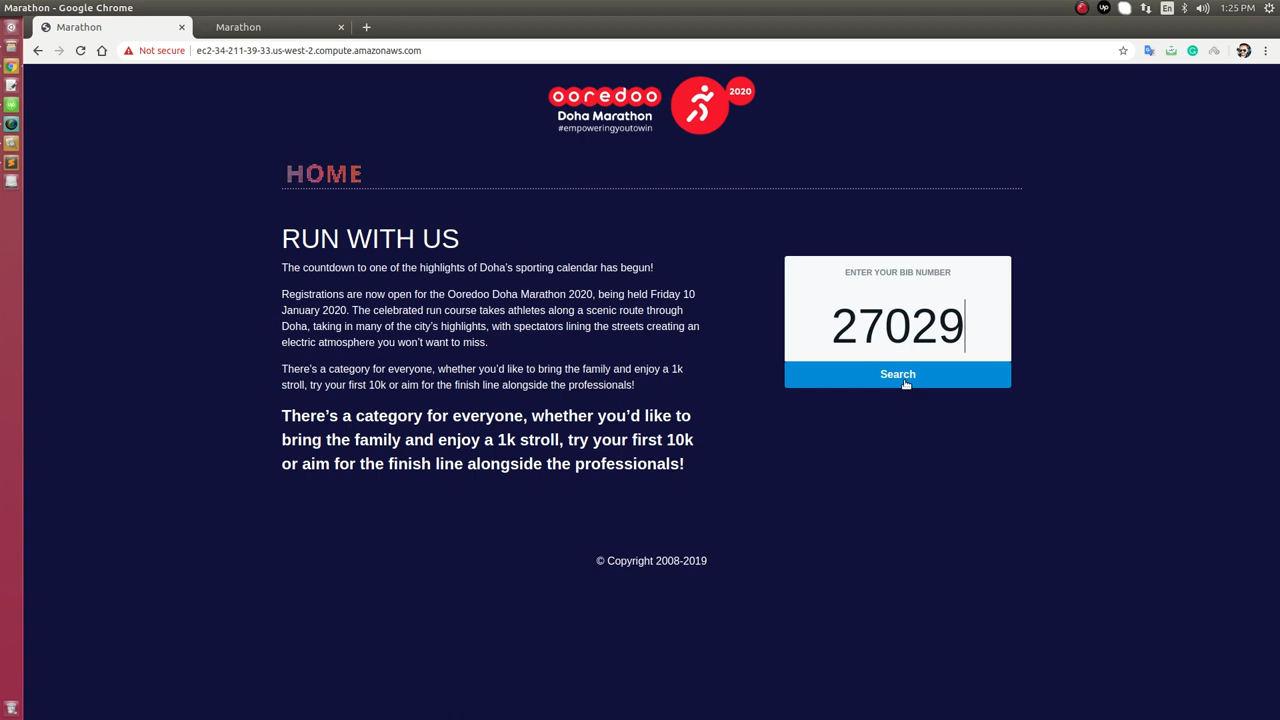 Marathon - Google Chrome
Up
En
1:25 PM
Marathon
Marathon
Not secure
ec2-34-211-39-33.us-west-2.compute.amazonaws.com
ooredoo
Doha Marathon
#empoweringyoutowin
2020
HOME
RUN WITH US
The countdown to one of the highlights of Doha's sporting calendar has begun!
Registrations are now open for the Ooredoo Doha Marathon 2020, being held Friday 10
January 2020. The celebrated run course takes athletes along a scenic route through
Doha, taking in many of the city's highlights, with spectators lining the streets creating an
electric atmosphere you won't want to miss.
There's a category for everyone, whether you'd like to bring the family and enjoy a 1k
stroll, try your first 10k or aim for the finish line alongside the professionals!
There's a category for everyone, whether you'd like to
bring the family and enjoy a 1k stroll, try your first 10k
or aim for the finish line alongside the professionals!
ENTER YOUR BIB NUMBER
27029
Search
© Copyright 2008-2019